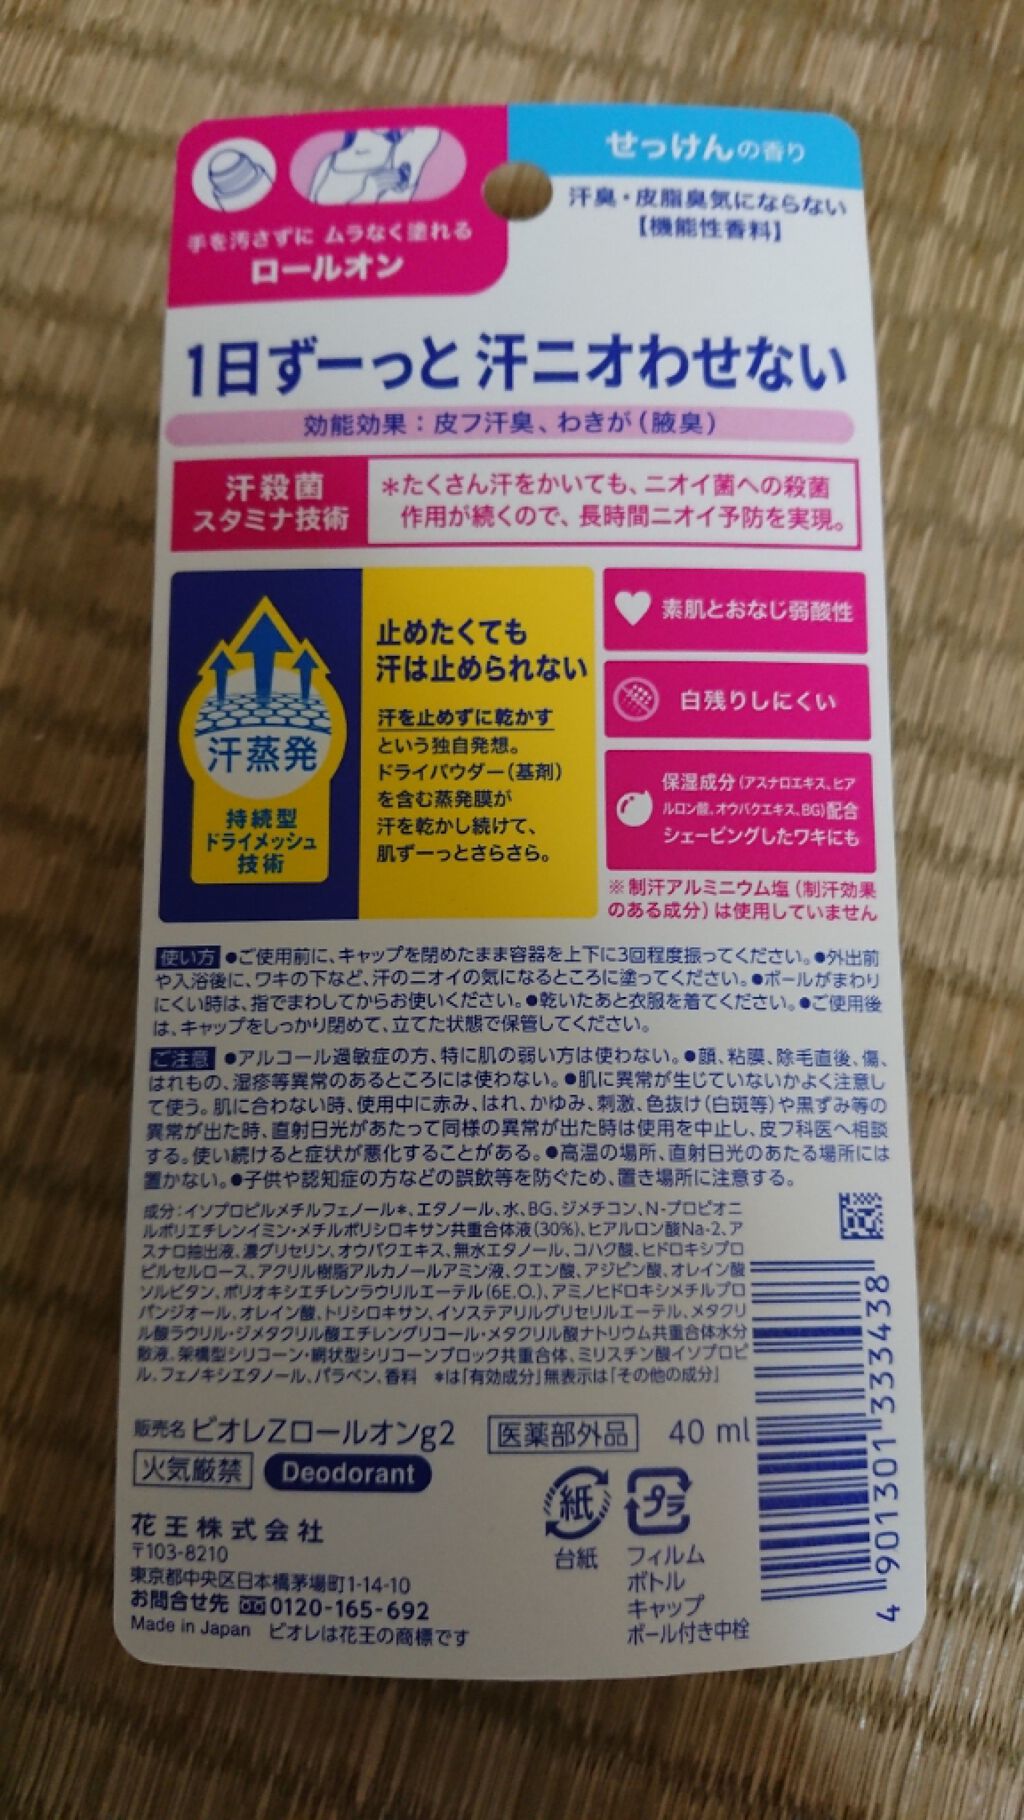 せっけんの香り
汗臭・皮脂臭気にならない
【機能性香料】
手を汚さずに ムラなく塗れる
ロールオン
1日ずーっと 汗ニオわせない
効能効果：皮フ汗臭、わきが（腋臭）
汗殺菌
スタミナ技術
＊たくさん汗をかいても、ニオイ菌への殺菌
作用が続くので、長時間ニオイ予防を実現。
汗蒸発
持続型
ドライメッシュ
技術
止めたくても
汗は止められない
汗を止めずに乾かす
という独自発想。
ドライパウダー（基剤）
を含む蒸発膜が
汗を乾かし続けて、
肌ずーっとさらさら。
素肌とおなじ弱酸性
白残りしにくい
保湿成分（アスナロエキス、ヒア
ルロン酸、オウバクエキス、BG）配合
シェービングしたワキにも
※制汗アルミニウム塩（制汗効果
のある成分）は使用していません
使い方 ●ご使用前に、キャップを閉めたまま容器を上下に3回程度振ってください。●外出前
や入浴後に、ワキの下など、汗のニオイの気になるところに塗ってください。●ボールがまわり
にくい時は、指でまわしてからお使いください。●乾いたあと衣服を着てください。●ご使用後
は、キャップをしっかり閉めて、立てた状態で保管してください。
ご注意 ●アルコール過敏症の方、特に肌の弱い方は使わない。●顔、粘膜、除毛直後、傷、
はれもの、湿疹等異常のあるところには使わない。●肌に異常が生じていないかよく注意し
て使う。肌に合わない時、使用中に赤み、はれ、かゆみ、刺激、色抜け（白斑等）や黒ずみ等の
異常が出た時、直射日光があたって同様の異常が出た時は使用を中止し、皮フ科医へ相談
する。使い続けると症状が悪化することがある。●高温の場所、直射日光のあたる場所には
置かない。●子供や認知症の方などの誤飲等を防ぐため、置き場所に注意する。
成分：イソプロピルメチルフェノール＊、エタノール、水、BG、ジメチコン、N-プロピオニ
ルポリエチレンイミン・メチルポリシロキサン共重合体液（30%）、ヒアルロン酸Na-2、ア
スナロ抽出液、濃グリセリン、オウバクエキス、無水エタノール、コハク酸、ヒドロキシプロ
ピルセルロース、アクリル樹脂アルカノールアミン液、クエン酸、アジピン酸、オレイン酸
ソルビタン、ポリオキシエチレンラウリルエーテル（6E.O.）、アミノヒドロキシメチルプロ
パンジオール、オレイン酸、トリシロキサン、イソステアリルグリセリルエーテル、メタクリ
ル酸ラウリル・ジメタクリル酸エチレングリコール・メタクリル酸ナトリウム共重合体水分
散液、架橋型シリコーン・網状型シリコーンブロック共重合体、ミリスチン酸イソプロピ
ル、フェノキシエタノール、パラベン、香料 ＊は「有効成分」無表示は「その他の成分」
販売名 ビオレZロールオンg2 医薬部外品 40 ml
火気厳禁 Deodorant
花王株式会社
〒103-8210
東京都中央区日本橋茅場町1-14-10
お問合せ先 0120-165-692
Made in Japan ビオレは花王の商標です
紙
台紙
プラ
フィルム
ボトル
キャップ
ボール付き中栓
4 901301 333438